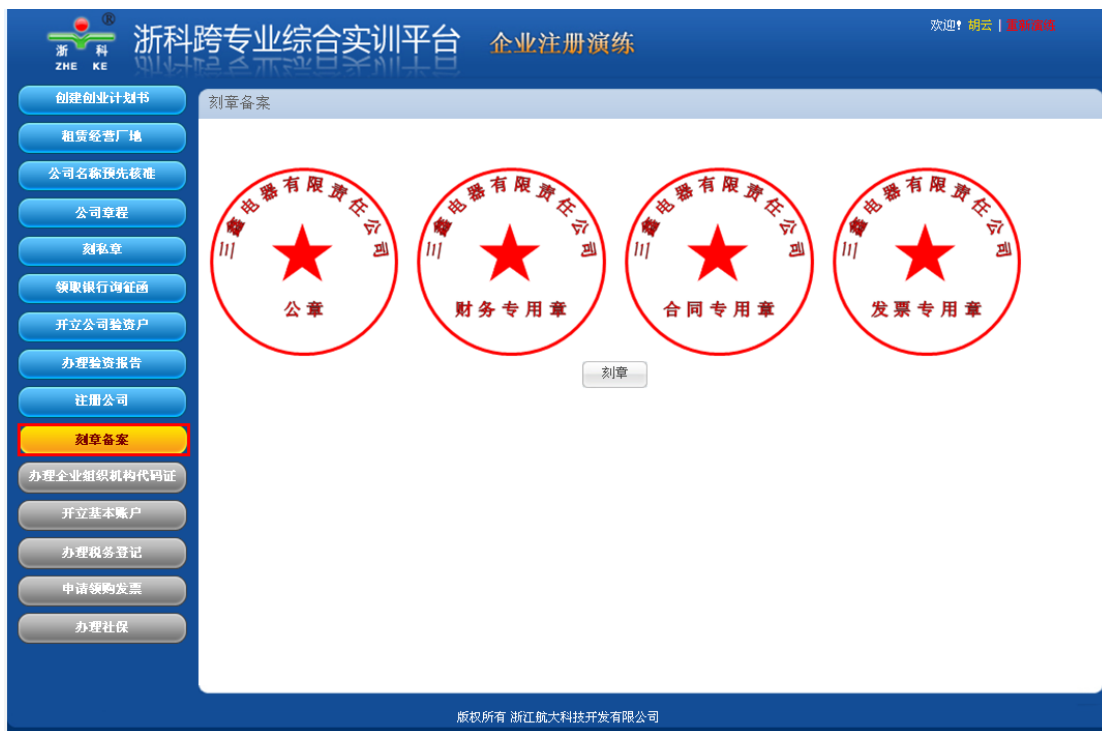 浙科
ZHE KE
®
浙科跨专业综合实训平台
企业注册演练
欢迎! 胡云 |
创建创业计划书
租赁经营厂地
公司名称预先核准
公司章程
刻私章
领取银行询征函
开立公司验资户
办理验资报告
注册公司
刻章备案
办理企业组织机构代码证
开立基本账户
办理税务登记
申请领购发票
办理社保
刻章备案
三鑫电器有限责任公司
公章
三鑫电器有限责任公司
财务专用章
三鑫电器有限责任公司
合同专用章
三鑫电器有限责任公司
发票专用章
刻章
版权所有 浙江航大科技开发有限公司